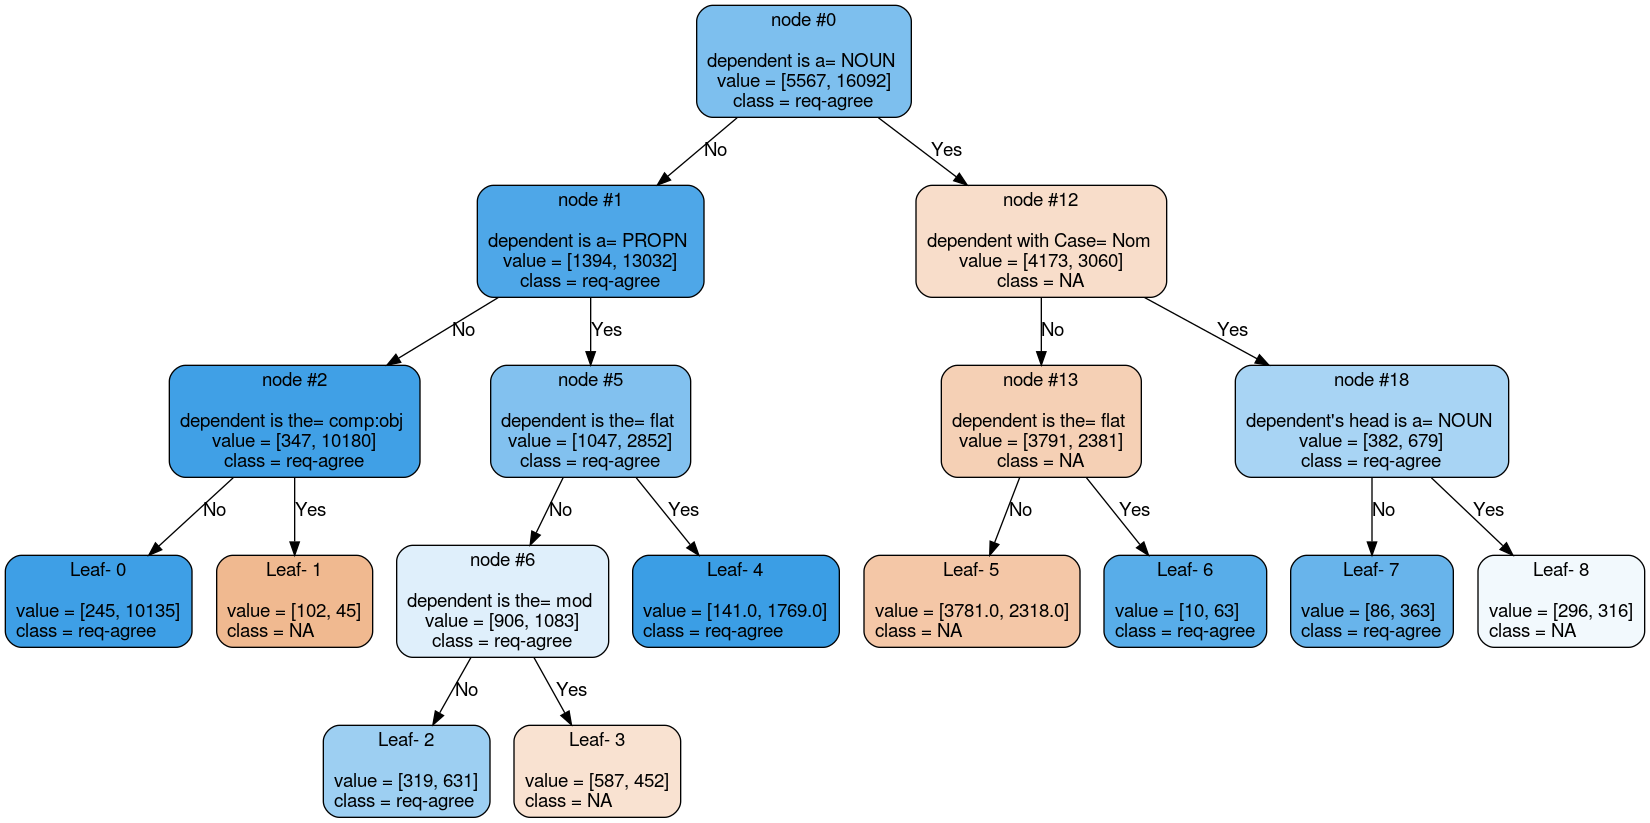 node #0
dependent is a= NOUN
value = [5567, 16092]
class = req-agree
No
Yes
node #1
dependent is a= PROPN
value = [1394, 13032]
class = req-agree
node #12
dependent with Case= Nom
value = [4173, 3060]
class = NA
No
Yes
No
Yes
node #2
dependent is the= comp:obj
value = [347, 10180]
class = req-agree
node #5
dependent is the= flat
value = [1047, 2852]
class = req-agree
node #13
dependent is the= flat
value = [3791, 2381]
class = NA
node #18
dependent's head is a= NOUN
value = [382, 679]
class = req-agree
No
Yes
No
Yes
No
Yes
No
Yes
Leaf- 0
value = [245, 10135]
class = req-agree
Leaf- 1
value = [102, 45]
class = NA
node #6
dependent is the= mod
value = [906, 1083]
class = req-agree
Leaf- 4
value = [141.0, 1769.0]
class = req-agree
Leaf- 5
value = [3781.0, 2318.0]
class = NA
Leaf- 6
value = [10, 63]
class = req-agree
Leaf- 7
value = [86, 363]
class = req-agree
Leaf- 8
value = [296, 316]
class = NA
No
Yes
Leaf- 2
value = [319, 631]
class = req-agree
Leaf- 3
value = [587, 452]
class = NA